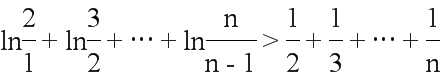 ln2/1 + ln3/2 + ⋯ + ln n/(n - 1) > 1/2 + 1/3 + ⋯ + 1/n